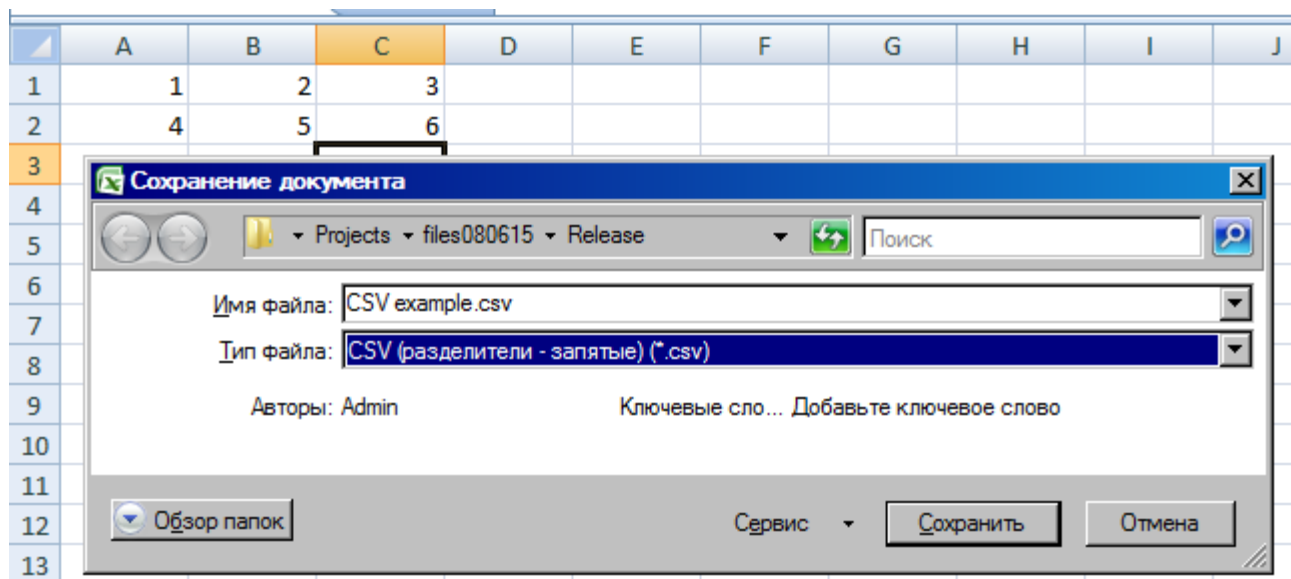 A B C D E F G H I J
1 1 2 3
2 4 5 6
3
Сохранение документа
4
Projects files080615 Release Поиск
5
6
Имя файла: CSV example.csv
7
Тип файла: CSV (разделители - запятые) (*.csv)
8
9 Авторы: Admin Ключевые сло... Добавьте ключевое слово
10
11
12 Обзор папок Сервис Сохранить Отмена
13